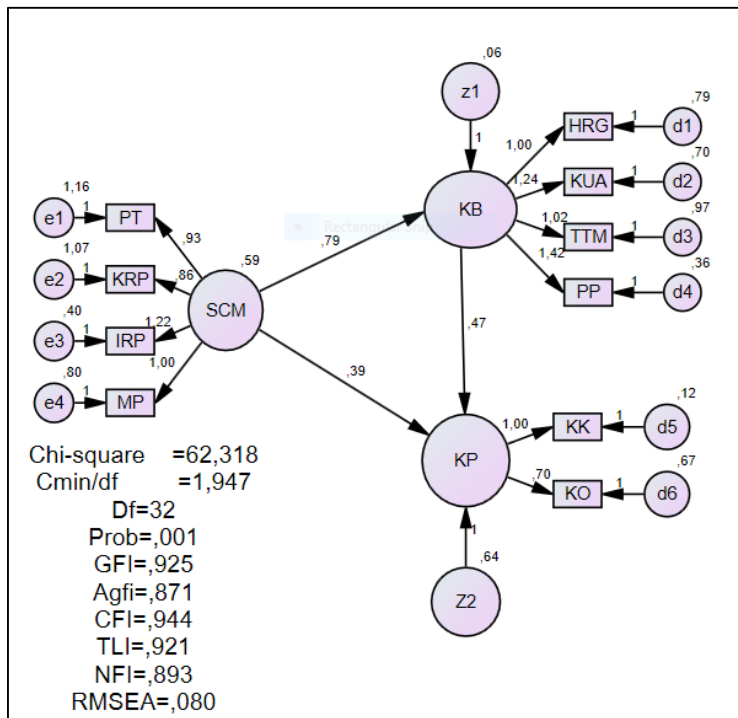 ,06
z1
1
,79
HRG
1
d1
1,00
,70
KUA
1
d2
1,24
,97
KB
TTM
1
d3
1,02
,36
PP
1
d4
1,42
1,16
e1
1
PT
,93
1,07
e2
1
KRP
,86
,40
e3
1
IRP
1,22
,80
e4
1
MP
1,00
,59
SCM
,79
Rectangular
,47
,39
,12
KP
1,00
KK
1
d5
,67
,70
KO
1
d6
1
,64
Z2
Chi-square =62,318
Cmin/df =1,947
Df=32
Prob=,001
GFI=,925
Agfi=,871
CFI=,944
TLI=,921
NFI=,893
RMSEA=,080